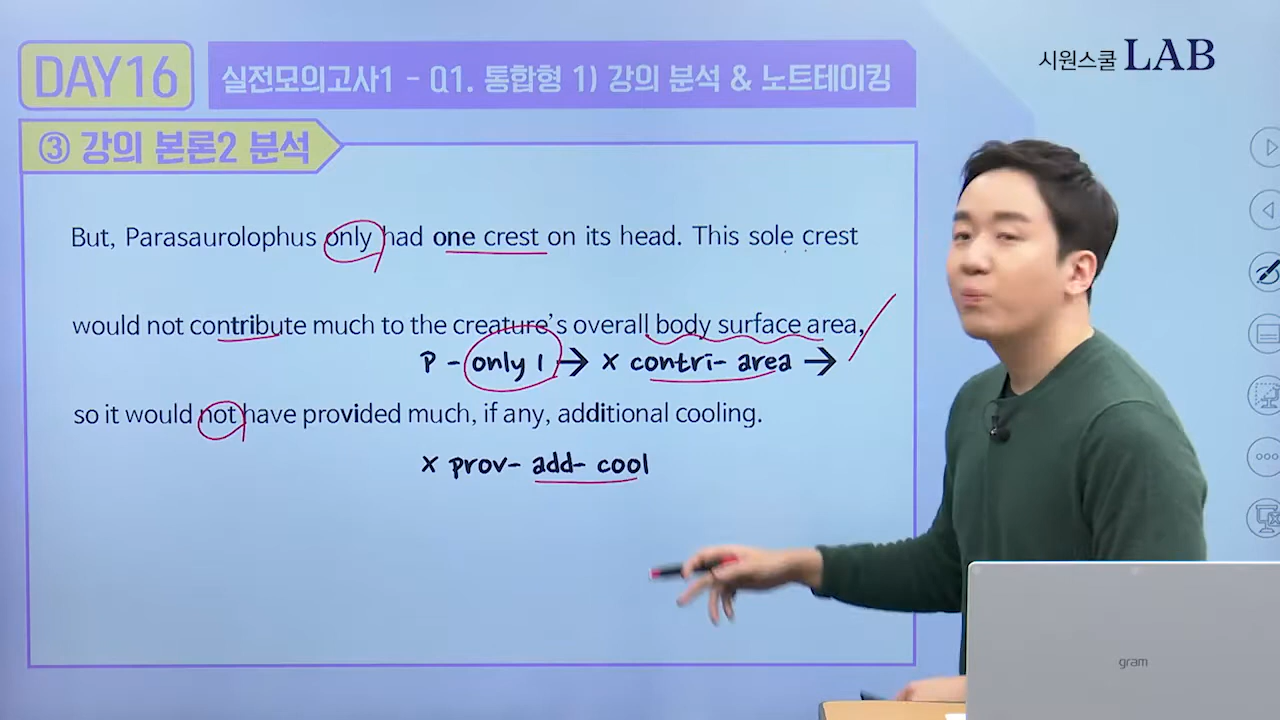 시원스쿨 LAB
DAY16
실전모의고사1 - Q1. 통합형 1) 강의 분석 & 노트테이킹
③ 강의 본론2 분석
But, Parasaurolophus only had one crest on its head. This sole crest
would not contribute much to the creature's overall body surface area,
P - only 1 → X contri- area →
so it would not have provided much, if any, additional cooling.
X prov- add- cool
gram